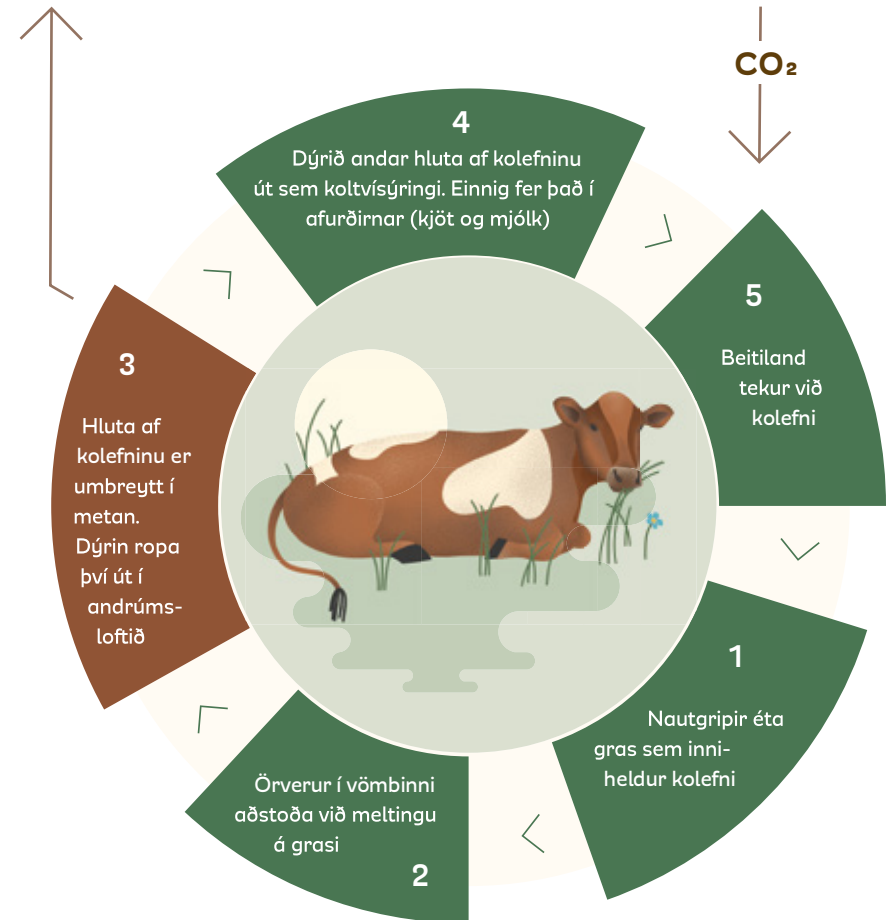 CO₂
4
Dýrið andar hluta af kolefninu
út sem koltvísýringi. Einnig fer það í
afurðirnar (kjöt og mjólk)
5
Beitiland
tekur við
kolefni
1
Nautgripir éta
gras sem inni-
heldur kolefni
Örverur í vömbinni
aðstoða við meltingu
á grasi
2
3
Hluta af
kolefninu er
umbreytt í
metan.
Dýrin ropa
því út í
andrúms-
loftið